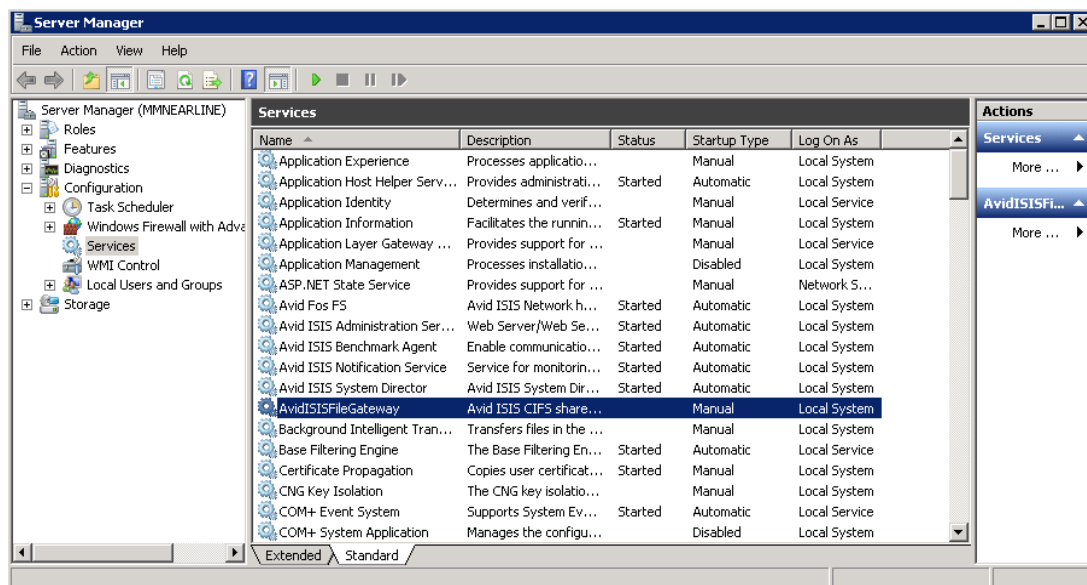 Server Manager
File Action View Help
Server Manager (MMNEARLINE)
Roles
Features
Diagnostics
Configuration
Task Scheduler
Windows Firewall with Adva
Services
WMI Control
Local Users and Groups
Storage
Services
Name Description Status Startup Type Log On As
Application Experience Processes applicatio... Manual Local System
Application Host Helper Serv... Provides administrati... Started Automatic Local System
Application Identity Determines and verif... Manual Local Service
Application Information Facilitates the runnin... Started Manual Local System
Application Layer Gateway ... Provides support for ... Manual Local Service
Application Management Processes installatio... Disabled Local System
ASP.NET State Service Provides support for ... Manual Network S...
Avid Fos FS Avid ISIS Network h... Started Automatic Local System
Avid ISIS Administration Ser... Web Server/Web Se... Started Automatic Local System
Avid ISIS Benchmark Agent Enable communicatio... Started Automatic Local System
Avid ISIS Notification Service Service for monitorin... Started Automatic Local System
Avid ISIS System Director Avid ISIS System Dir... Started Automatic Local System
AvidISISFileGateway Avid ISIS CIFS share... Manual Local System
Background Intelligent Tran... Transfers files in the ... Manual Local System
Base Filtering Engine The Base Filtering En... Started Automatic Local Service
Certificate Propagation Copies user certificat... Started Manual Local System
CNG Key Isolation The CNG key isolatio... Manual Local System
COM+ Event System Supports System Ev... Started Automatic Local Service
COM+ System Application Manages the configu... Disabled Local System
Extended Standard
Actions
Services
More ...
AvidISISFi...
More ...